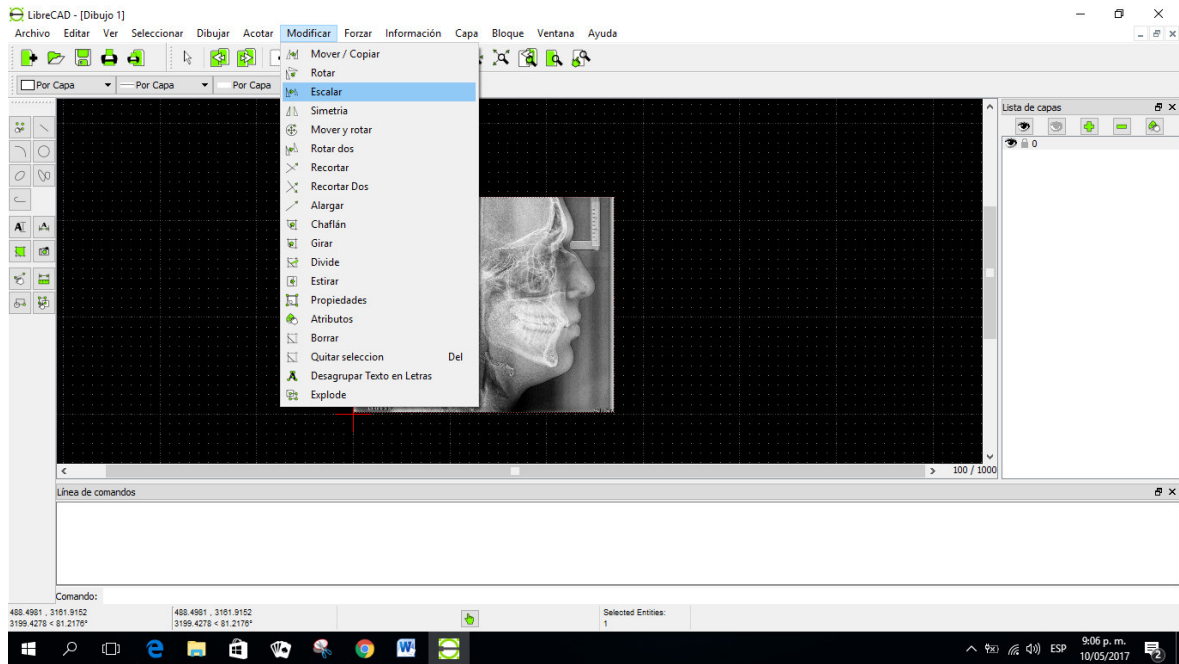 LibreCAD - [Dibujo 1]
Archivo Editar Ver Seleccionar Dibujar Acotar Modificar Forzar Información Capa Bloque Ventana Ayuda
Por Capa Por Capa Por Capa
Mover / Copiar
Rotar
Escalar
Simetria
Mover y rotar
Rotar dos
Recortar
Recortar Dos
Alargar
Chaflán
Girar
Divide
Estirar
Propiedades
Atributos
Borrar
Quitar seleccion Del
Desagrupar Texto en Letras
Explode
Lista de capas
0
100 / 1000
Línea de comandos
Comando:
488.4981 , 3161.9152 488.4981 , 3161.9152 Selected Entities:
3199.4278 < 81.2176° 3199.4278 < 81.2176° 1
ESP 9:06 p. m.
10/05/2017